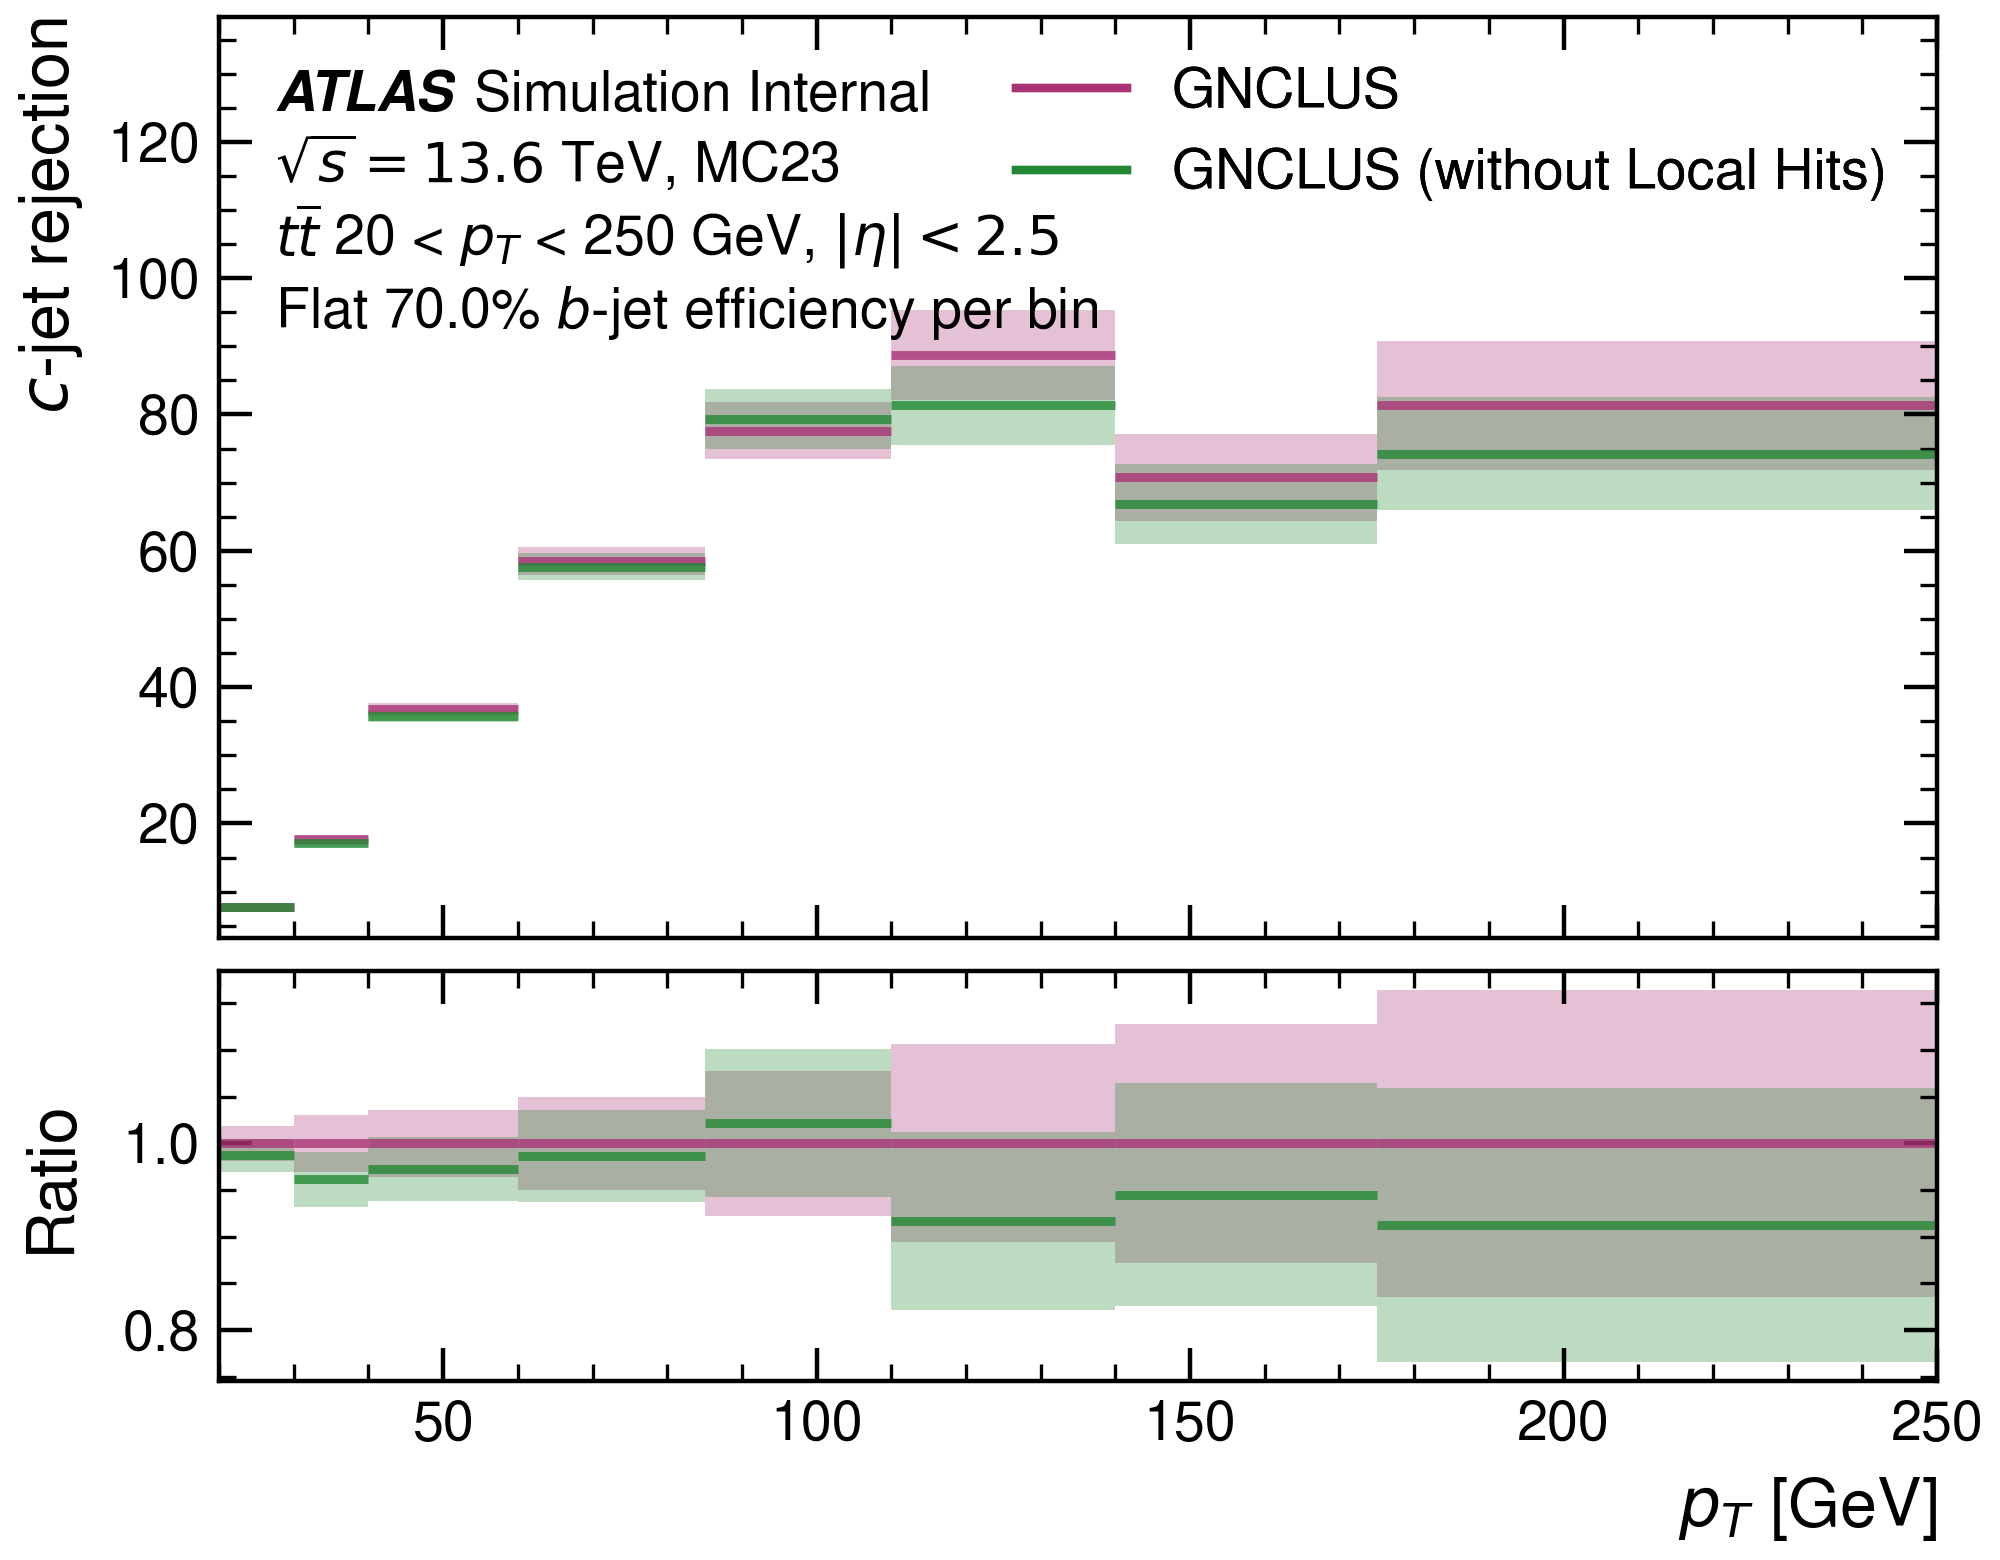 c-jet rejection
ATLAS Simulation Internal
√s = 13.6 TeV, MC23
tt̄ 20 < pT < 250 GeV, |η| < 2.5
Flat 70.0% b-jet efficiency per bin
GNCLUS
GNCLUS (without Local Hits)
120
100
80
60
40
20
Ratio
1.0
0.8
50 100 150 200 250
pT [GeV]